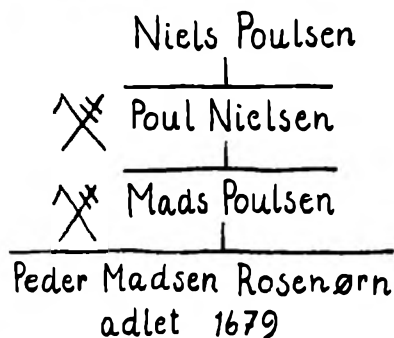 Niels Poulsen
Poul Nielsen
Mads Poulsen
Peder Madsen Rosenørn
adlet 1679